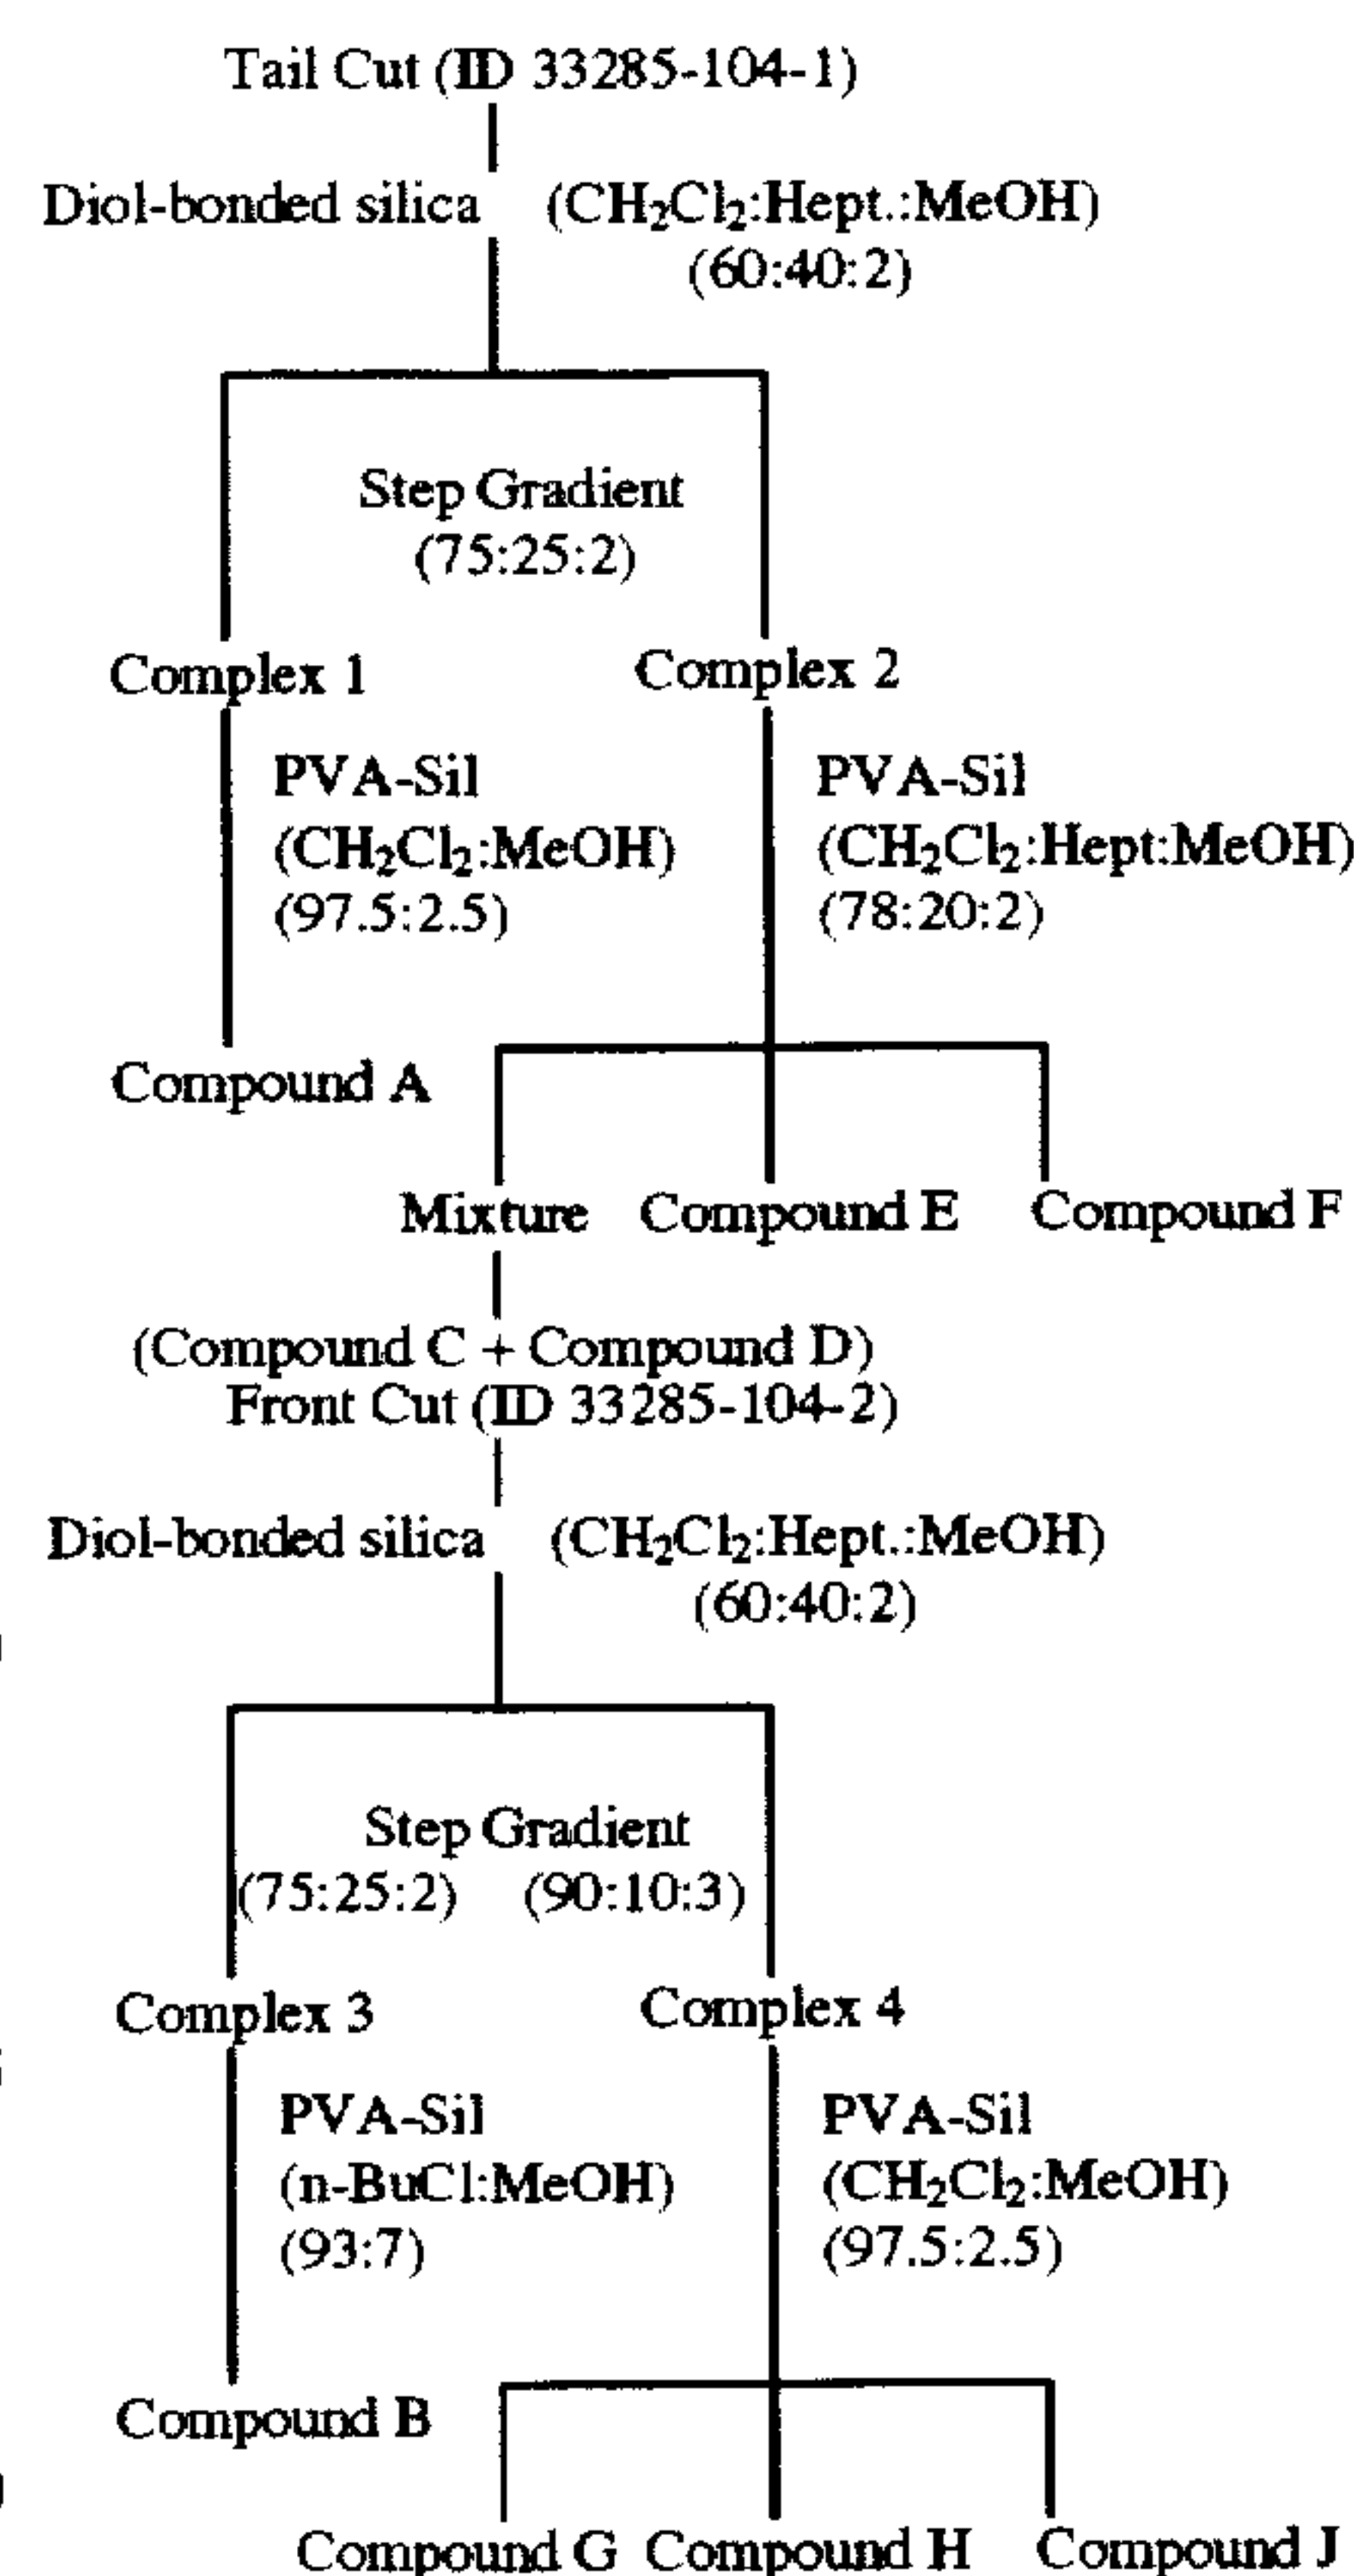 Tail Cut (ID 33285-104-1)
Diol-bonded silica (CH₂Cl₂:Hept.:MeOH)
(60:40:2)
Step Gradient
(75:25:2)
Complex 1 Complex 2
PVA-Sil PVA-Sil
(CH₂Cl₂:MeOH) (CH₂Cl₂:Hept:MeOH)
(97.5:2.5) (78:20:2)
Compound A
Mixture Compound E Compound F
(Compound C + Compound D)
Front Cut (ID 33285-104-2)
Diol-bonded silica (CH₂Cl₂:Hept.:MeOH)
(60:40:2)
Step Gradient
(75:25:2) (90:10:3)
Complex 3 Complex 4
PVA-Sil PVA-Sil
(n-BuCl:MeOH) (CH₂Cl₂:MeOH)
(93:7) (97.5:2.5)
Compound B
Compound G Compound H Compound J